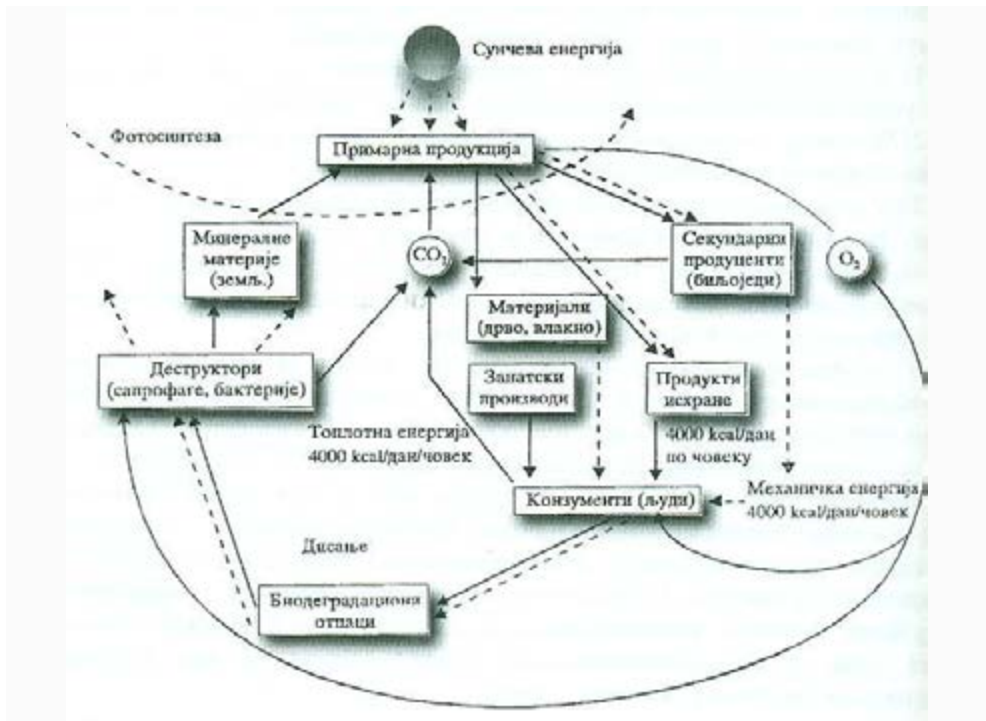 Сунчева енергија
Фотосинтеза
Примарна продукција
Минералне
материје
(земљ.)
CO₂
Секундарни
продуценти
(биљоједи)
O₂
Материјали
(дрво, влакно)
Деструктори
(сапрофаге, бактерије)
Занатски
производи
Продукти
исхране
Топлотна енергија
4000 kcal/дан/човек
4000 kcal/дан
по човеку
Конзументи (људи)
Механичка енергија
4000 kcal/дан/човек
Дисање
Биодеградациони
отпаци